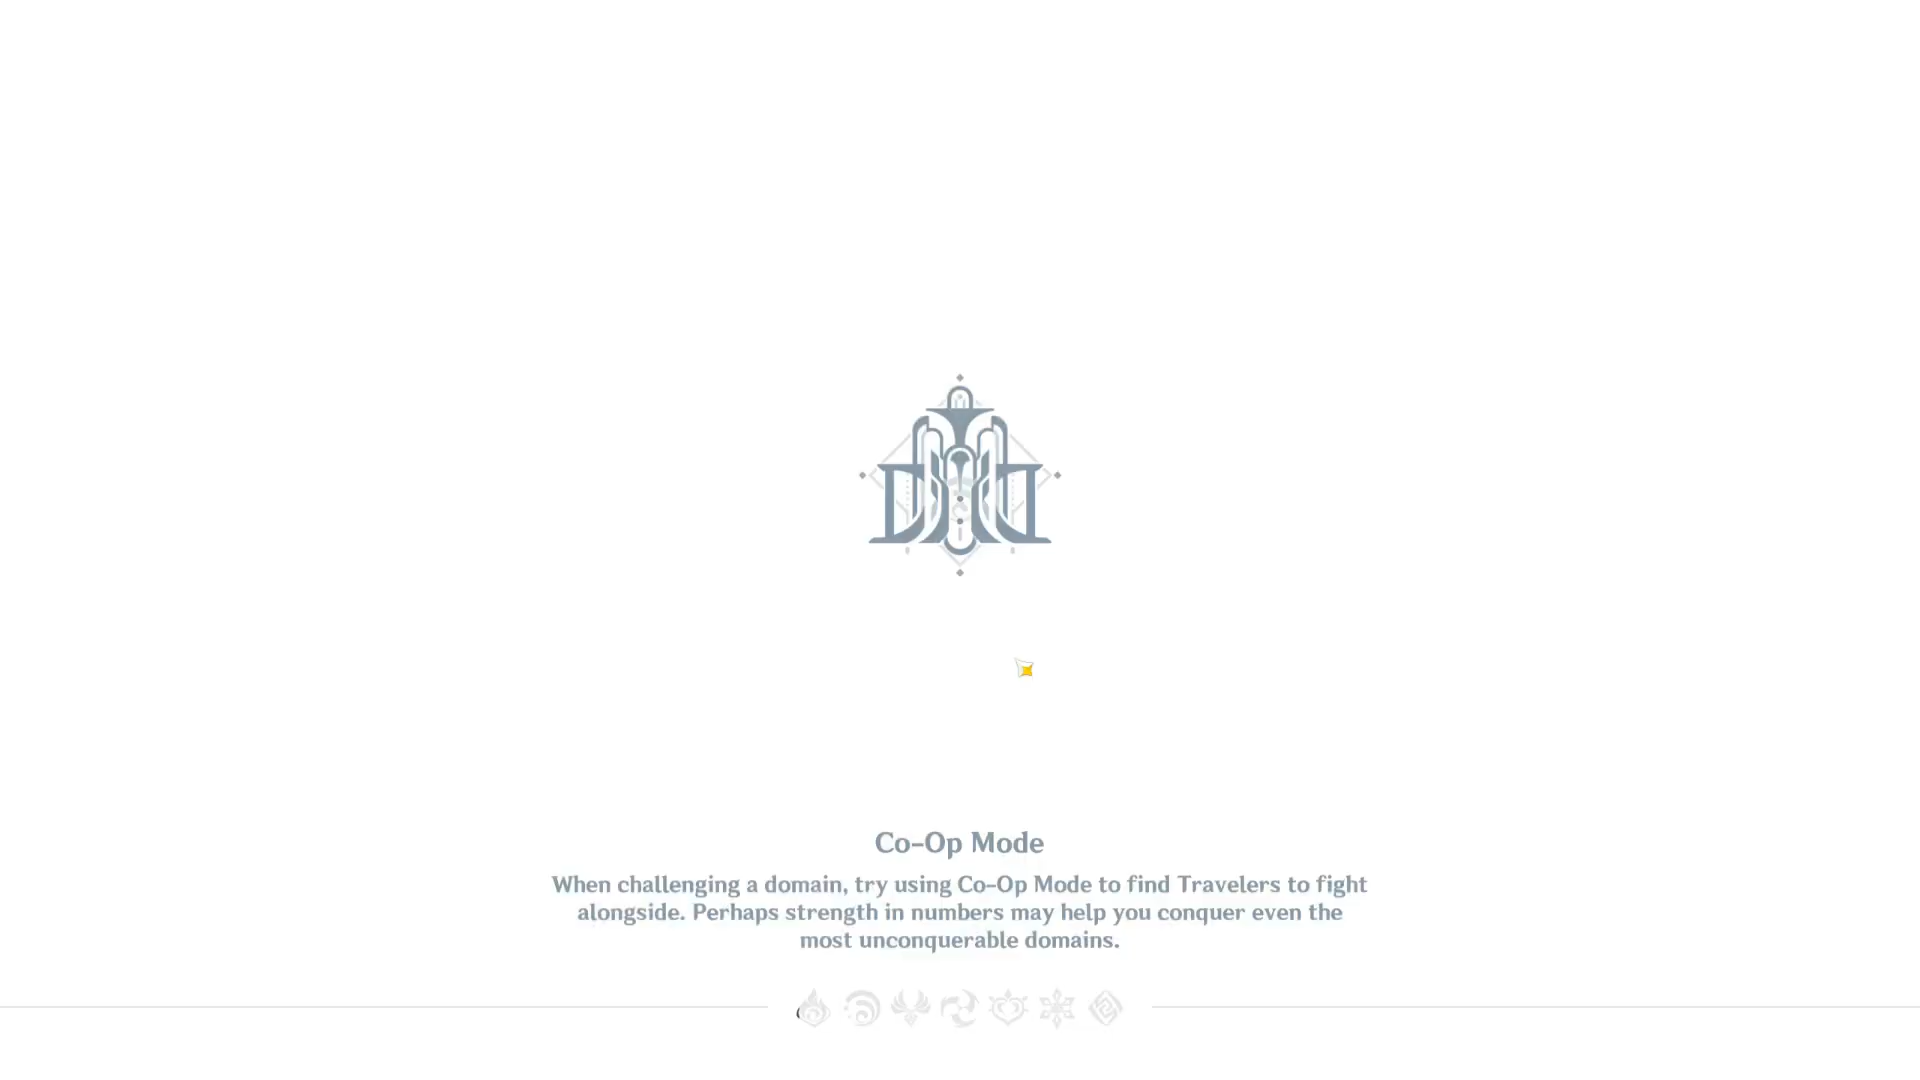 Co-Op Mode
When challenging a domain, try using Co-Op Mode to find Travelers to fight
alongside. Perhaps strength in numbers may help you conquer even the
most unconquerable domains.